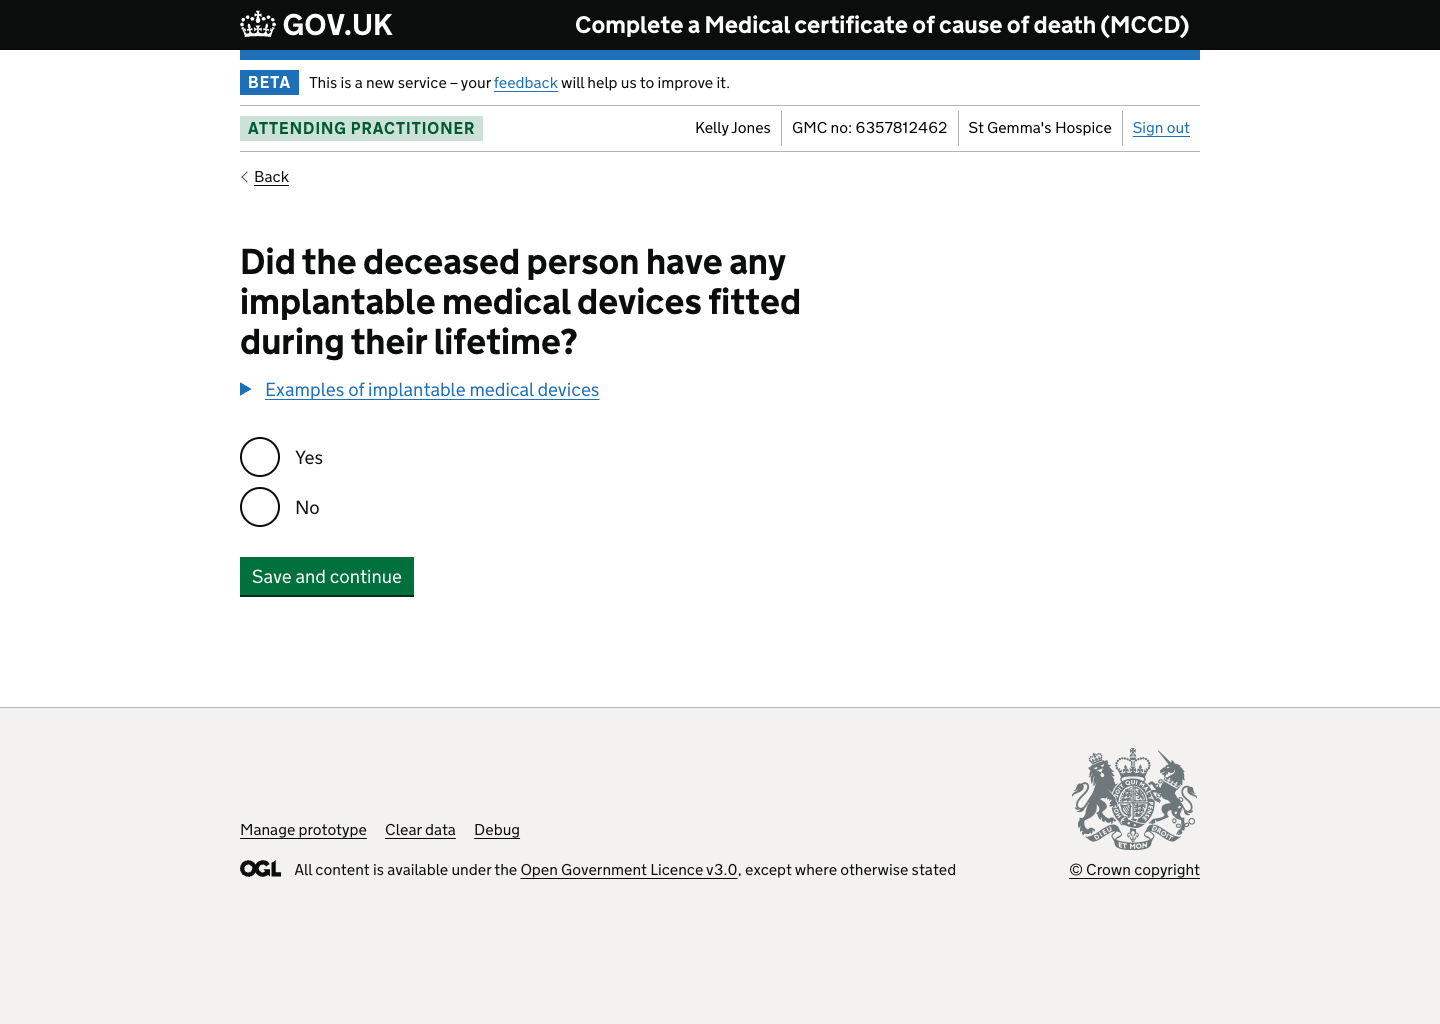 GOV.UK
Complete a Medical certificate of cause of death (MCCD)
BETA This is a new service – your feedback will help us to improve it.
ATTENDING PRACTITIONER
Kelly Jones GMC no: 6357812462 St Gemma's Hospice Sign out
Back
Did the deceased person have any
implantable medical devices fitted
during their lifetime?
Examples of implantable medical devices
Yes
No
Save and continue
Manage prototype Clear data Debug
OGL All content is available under the Open Government Licence v3.0, except where otherwise stated
DIEU ET MON DROIT
© Crown copyright